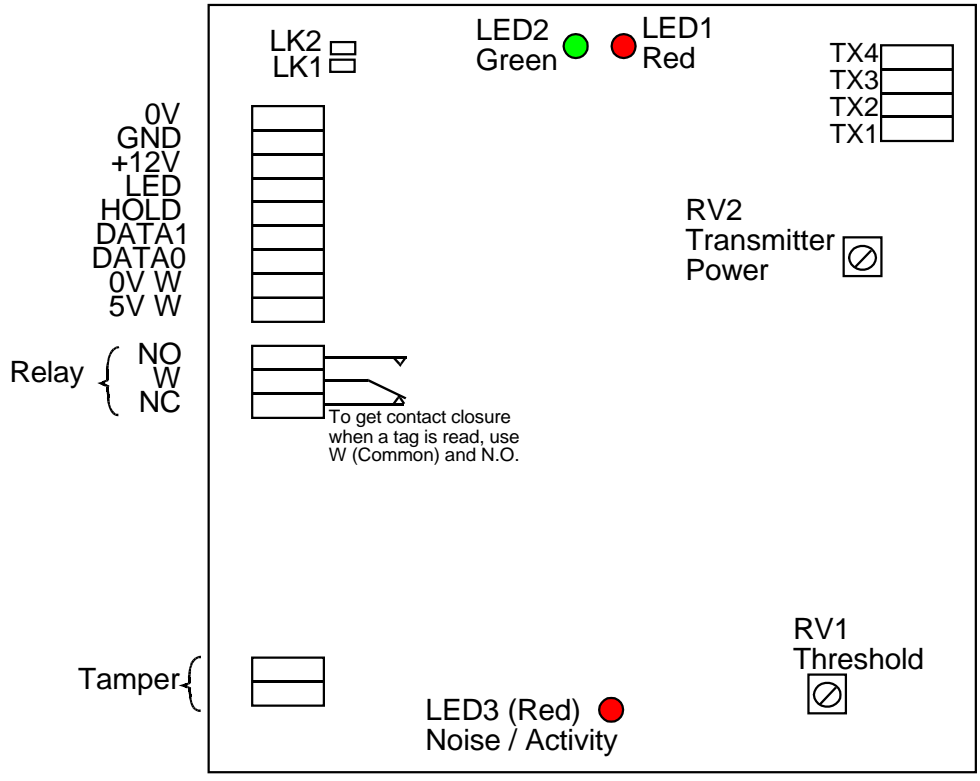 LK2
LK1
LED2
Green
LED1
Red
TX4
TX3
TX2
TX1
0V
GND
+12V
LED
HOLD
DATA1
DATA0
0V W
5V W
RV2
Transmitter
Power
Relay
NO
W
NC
To get contact closure
when a tag is read, use
W (Common) and N.O.
Tamper
LED3 (Red)
Noise / Activity
RV1
Threshold